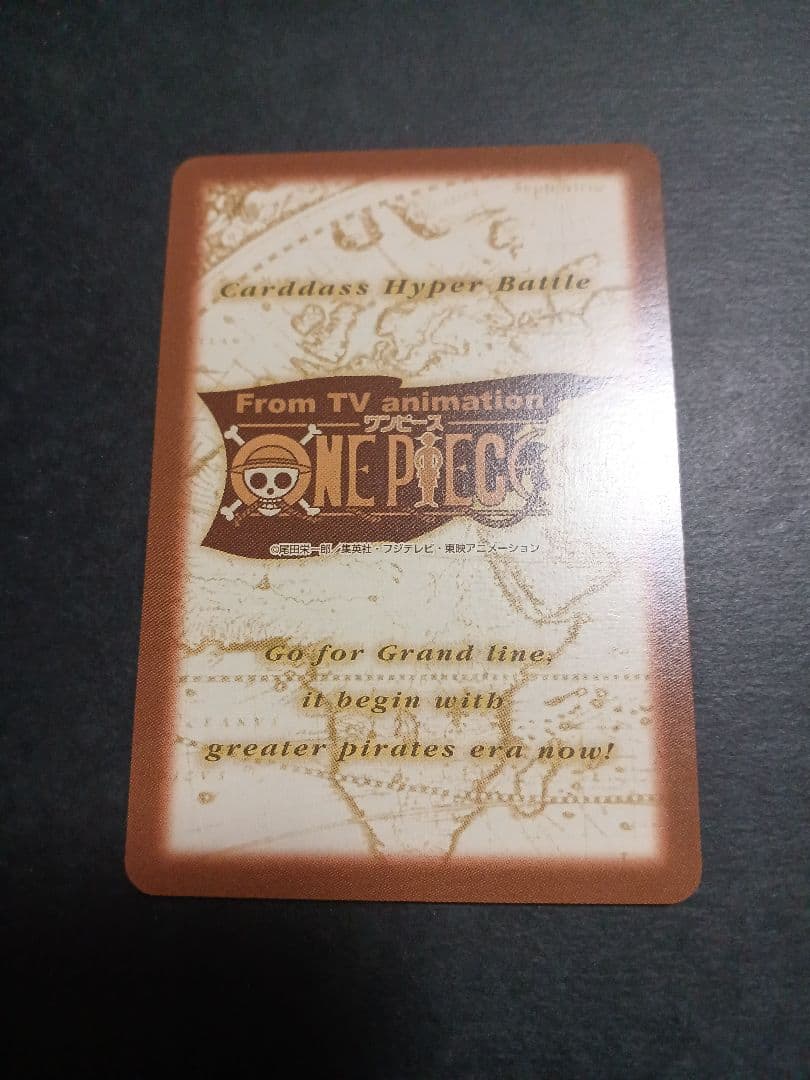 Carddass Hyper Battle
From TV animation
ワンピース
ONE PIECE
©尾田栄一郎／集英社・フジテレビ・東映アニメーション
Go for Grand line,
it begin with
greater pirates era now!